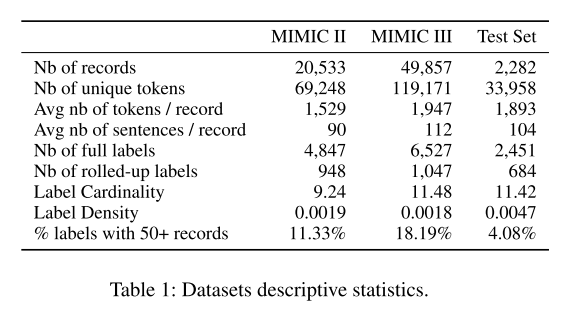 MIMIC II MIMIC III Test Set
Nb of records 20,533 49,857 2,282
Nb of unique tokens 69,248 119,171 33,958
Avg nb of tokens / record 1,529 1,947 1,893
Avg nb of sentences / record 90 112 104
Nb of full labels 4,847 6,527 2,451
Nb of rolled-up labels 948 1,047 684
Label Cardinality 9.24 11.48 11.42
Label Density 0.0019 0.0018 0.0047
% labels with 50+ records 11.33% 18.19% 4.08%
Table 1: Datasets descriptive statistics.